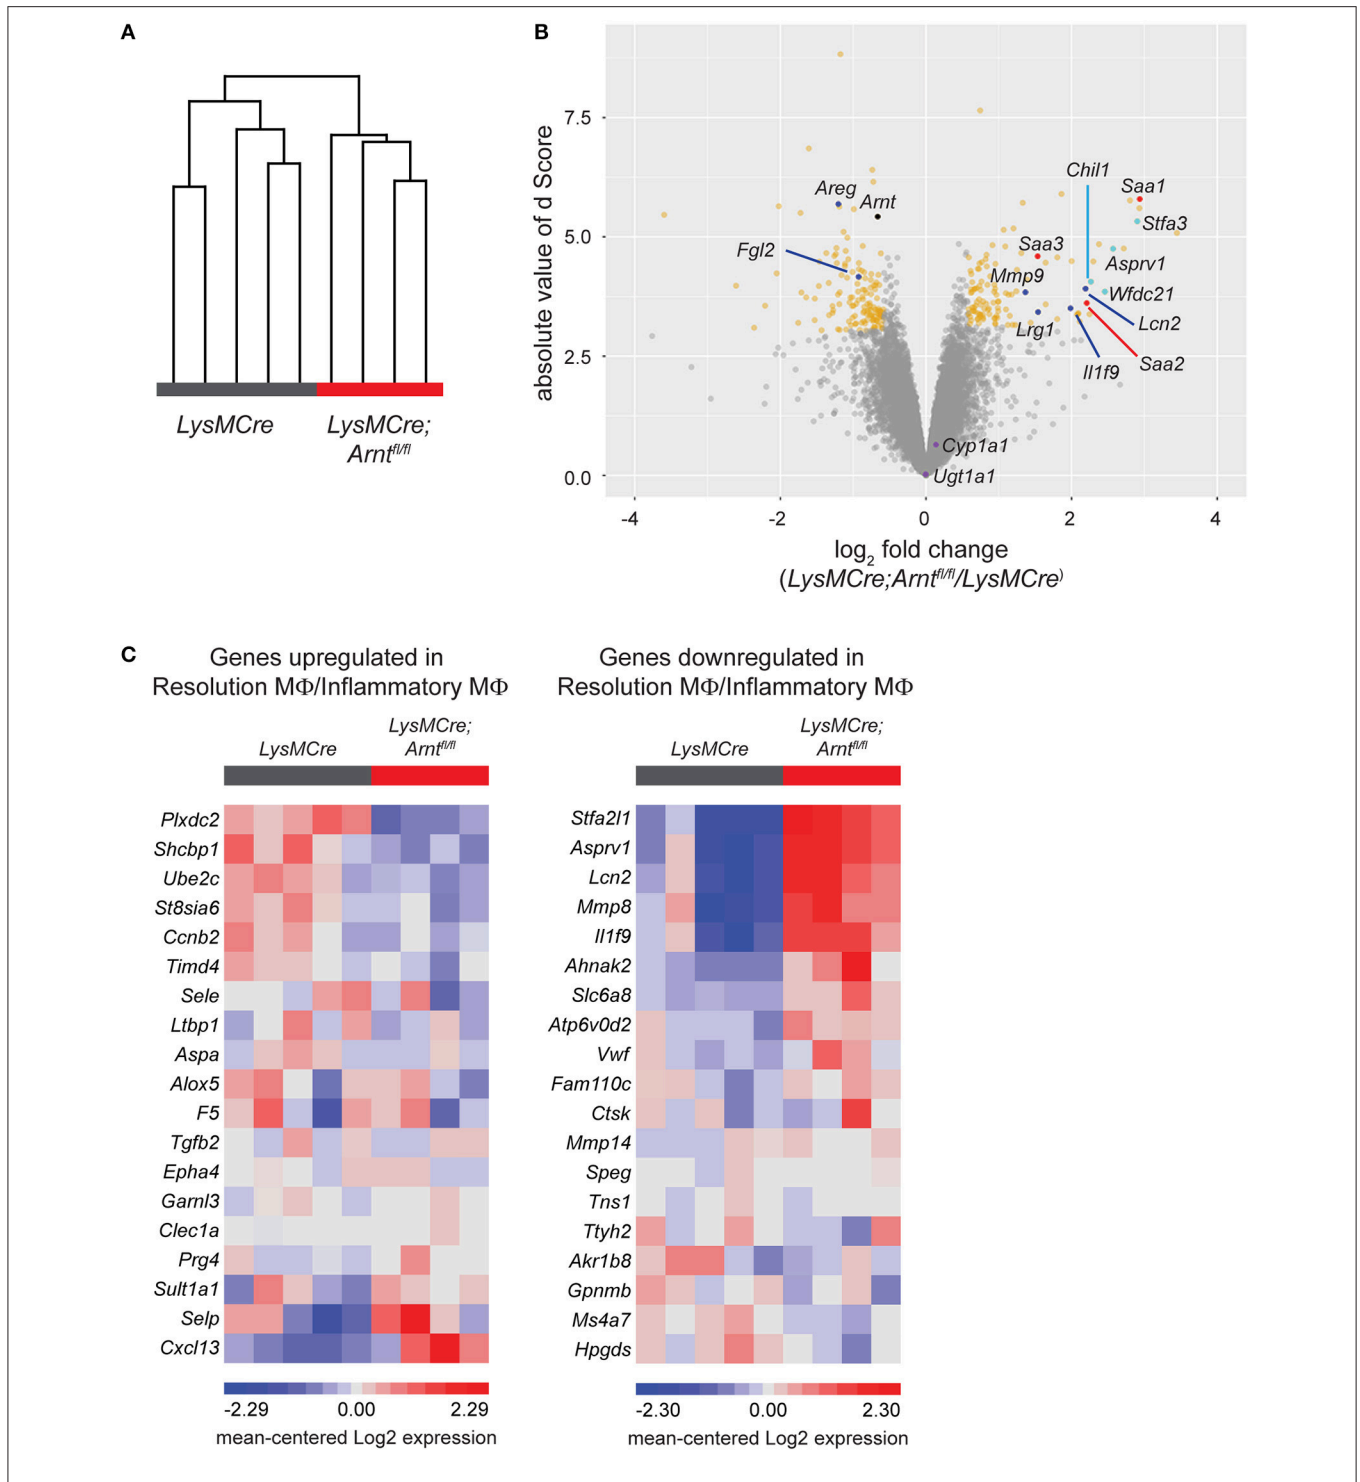 A
LysMCre
LysMCre;
Arnt^fl/fl
B
absolute value of d Score
7.5
5.0
2.5
0.0
-4
-2
0
2
4
log2 fold change
(LysMCre;Arnt^fl/fl/LysMCre)
Areg
Arnt
Fgl2
Chil1
Saa1
Stfa3
Saa3
Asprv1
Mmp9
Wfdc21
Lrg1
Lcn2
Il1f9
Saa2
Cyp1a1
Ugt1a1
C
Genes upregulated in
Resolution MΦ/Inflammatory MΦ
LysMCre
LysMCre;
Arnt^fl/fl
Plxdc2
Shcbp1
Ube2c
St8sia6
Ccnb2
Timd4
Sele
Ltbp1
Aspa
Alox5
F5
Tgfb2
Epha4
Garnl3
Clec1a
Prg4
Sult1a1
Selp
Cxcl13
-2.29 0.00 2.29
mean-centered Log2 expression
Genes downregulated in
Resolution MΦ/Inflammatory MΦ
LysMCre
LysMCre;
Arnt^fl/fl
Stfa2l1
Asprv1
Lcn2
Mmp8
Il1f9
Ahnak2
Slc6a8
Atp6v0d2
Vwf
Fam110c
Ctsk
Mmp14
Speg
Tns1
Ttyh2
Akr1b8
Gpnmb
Ms4a7
Hpgds
-2.30 0.00 2.30
mean-centered Log2 expression